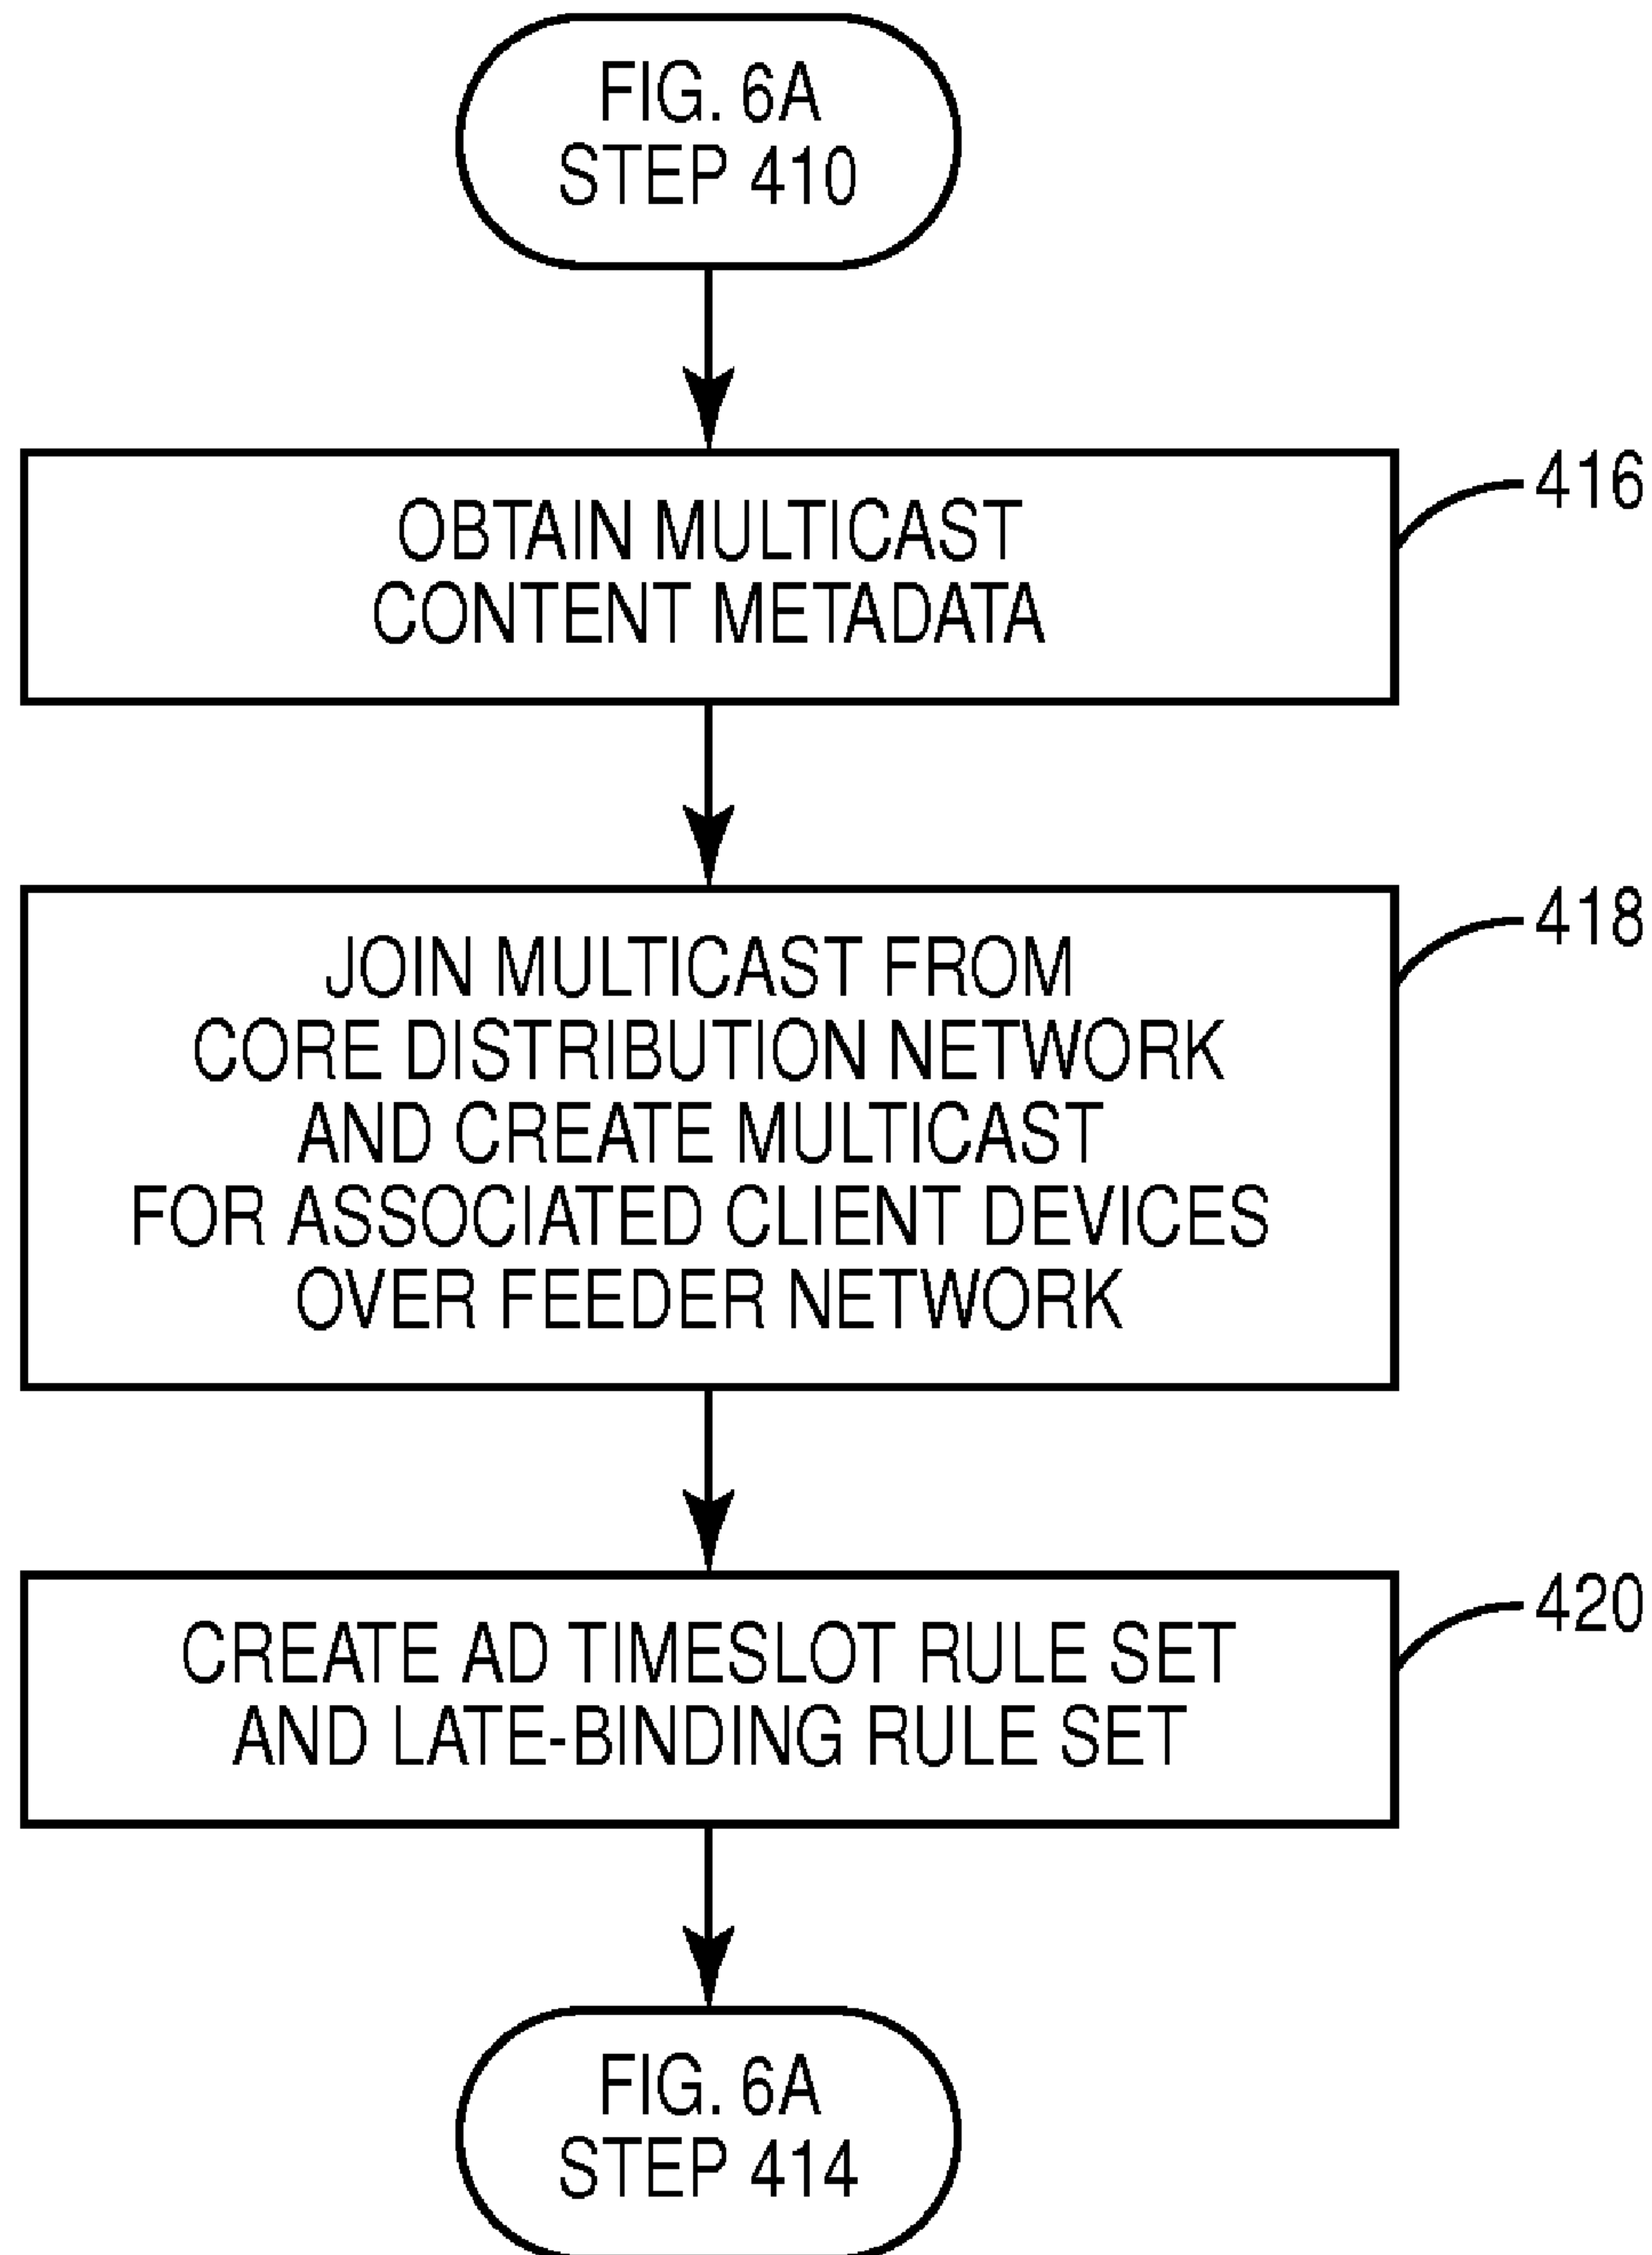 FIG. 6A
STEP 410
OBTAIN MULTICAST
CONTENT METADATA
416
JOIN MULTICAST FROM
CORE DISTRIBUTION NETWORK
AND CREATE MULTICAST
FOR ASSOCIATED CLIENT DEVICES
OVER FEEDER NETWORK
418
CREATE AD TIMESLOT RULE SET
AND LATE-BINDING RULE SET
420
FIG. 6A
STEP 414